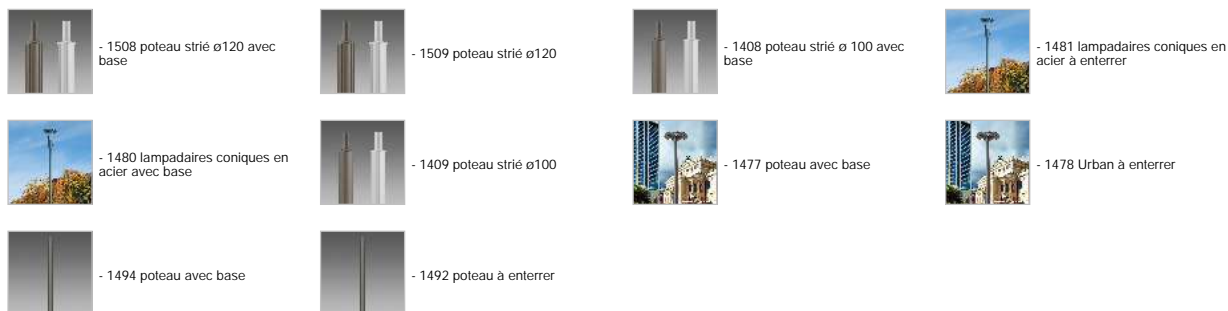 - 1508 poteau strié ø120 avec
base
- 1509 poteau strié ø120
- 1408 poteau strié ø 100 avec
base
- 1481 lampadaires coniques en
acier à enterrer
- 1480 lampadaires coniques en
acier avec base
- 1409 poteau strié ø100
- 1477 poteau avec base
- 1478 Urban à enterrer
- 1494 poteau avec base
- 1492 poteau à enterrer